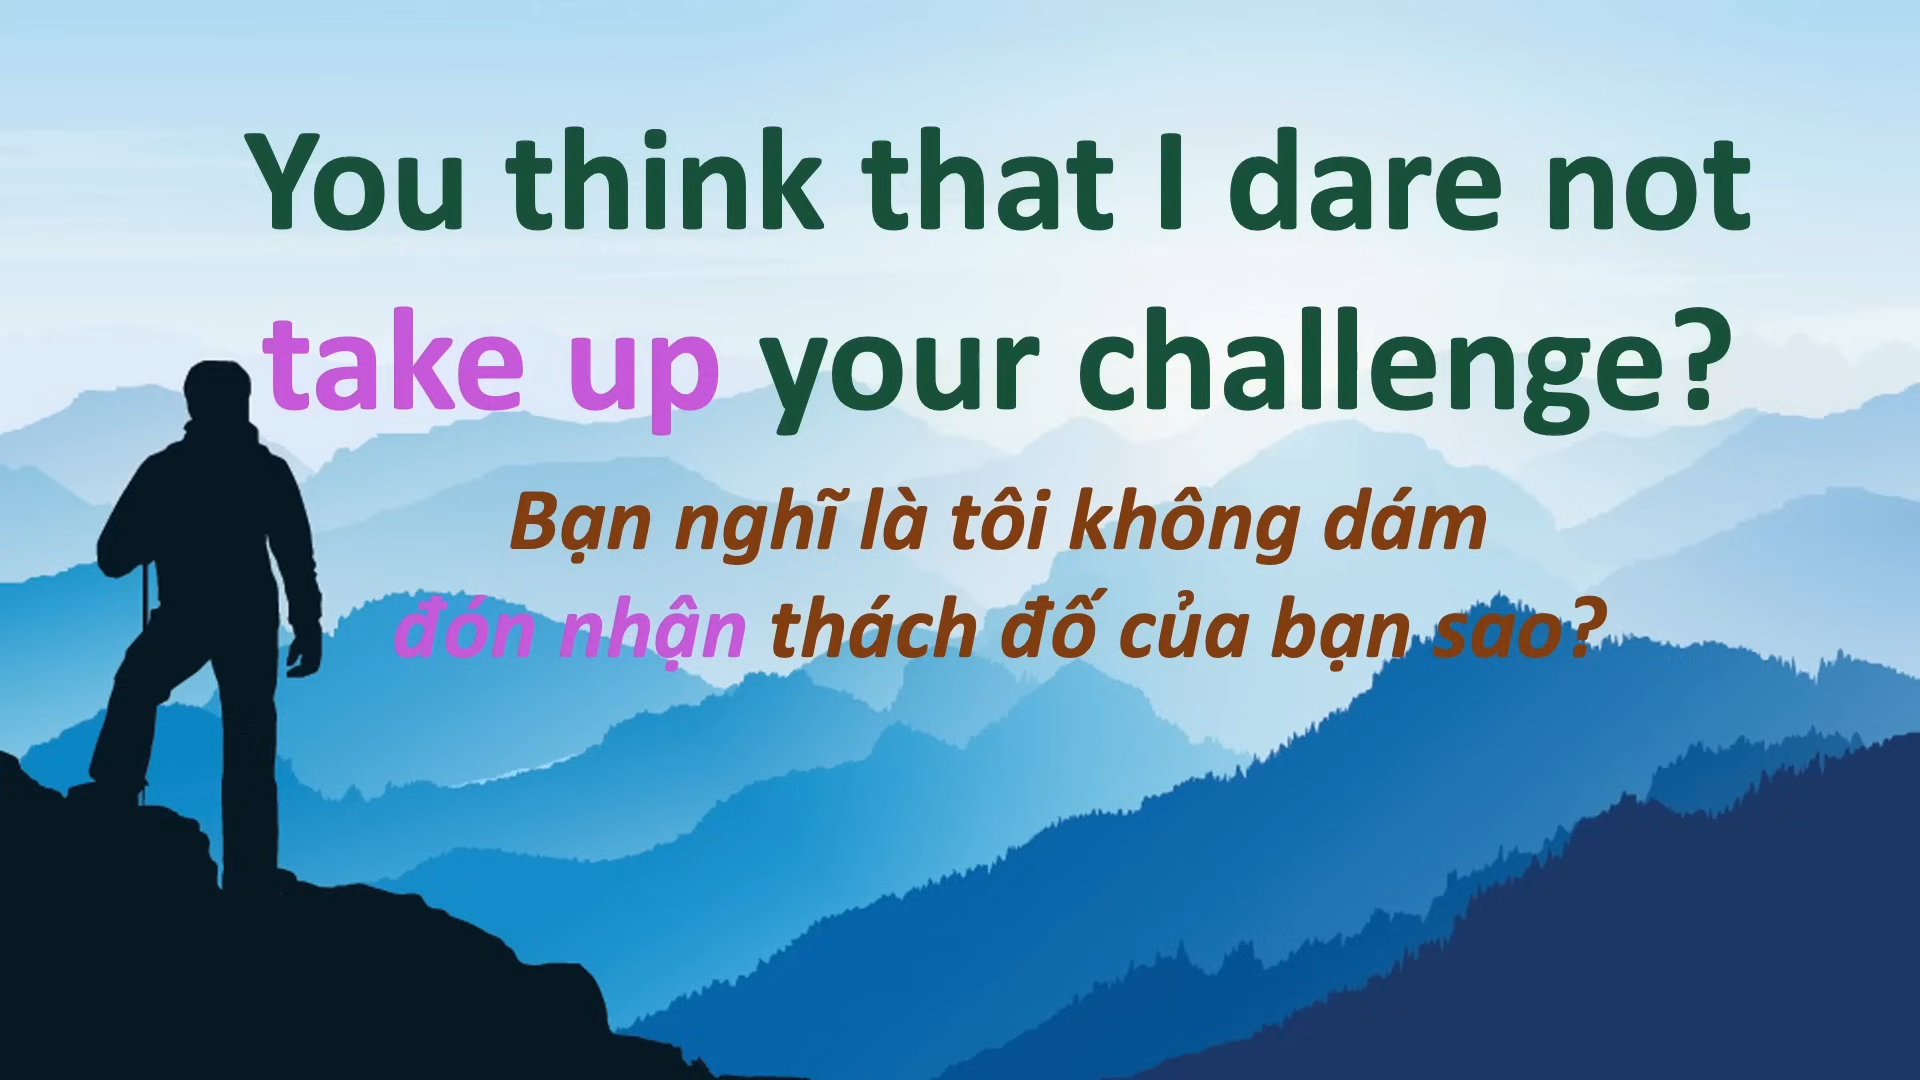 You think that I dare not
take up your challenge?
Bạn nghĩ là tôi không dám
đón nhận thách đố của bạn sao?